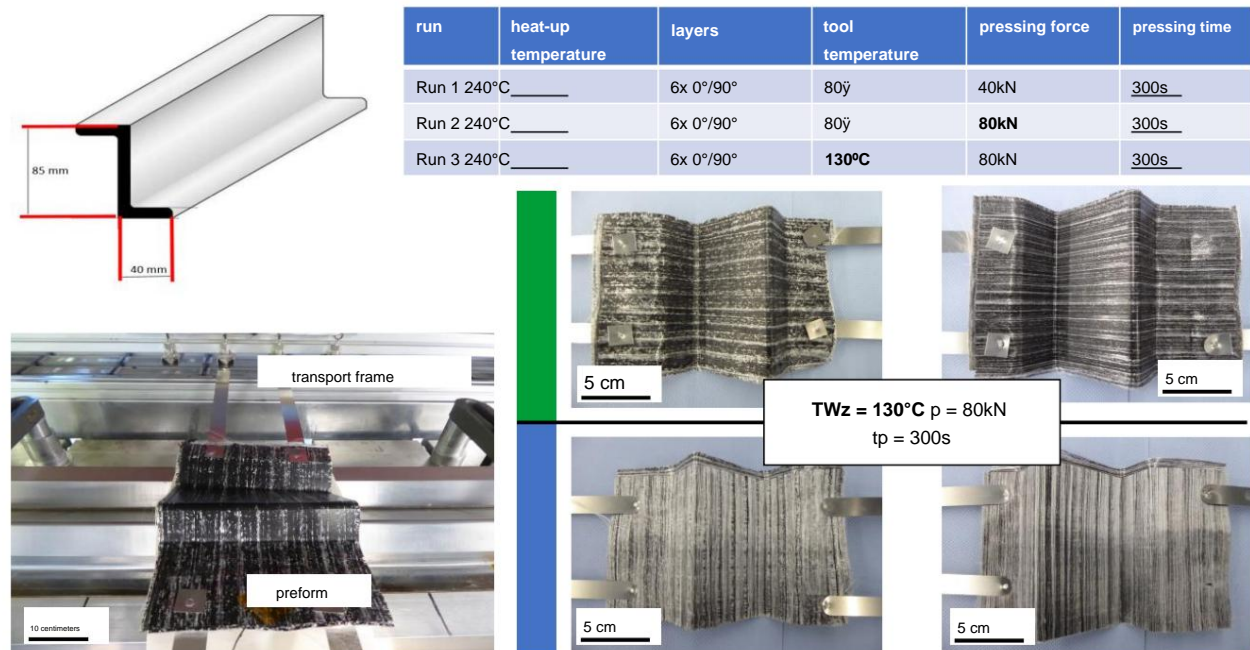 run heat-up temperature layers tool temperature pressing force pressing time
Run 1 240°C______ 6x 0°/90° 80ÿ 40kN 300s
Run 2 240°C______ 6x 0°/90° 80ÿ 80kN 300s
Run 3 240°C______ 6x 0°/90° 130ºC 80kN 300s
85 mm
40 mm
transport frame
preform
10 centimeters
5 cm
5 cm
TWz = 130°C p = 80kN
tp = 300s
5 cm
5 cm